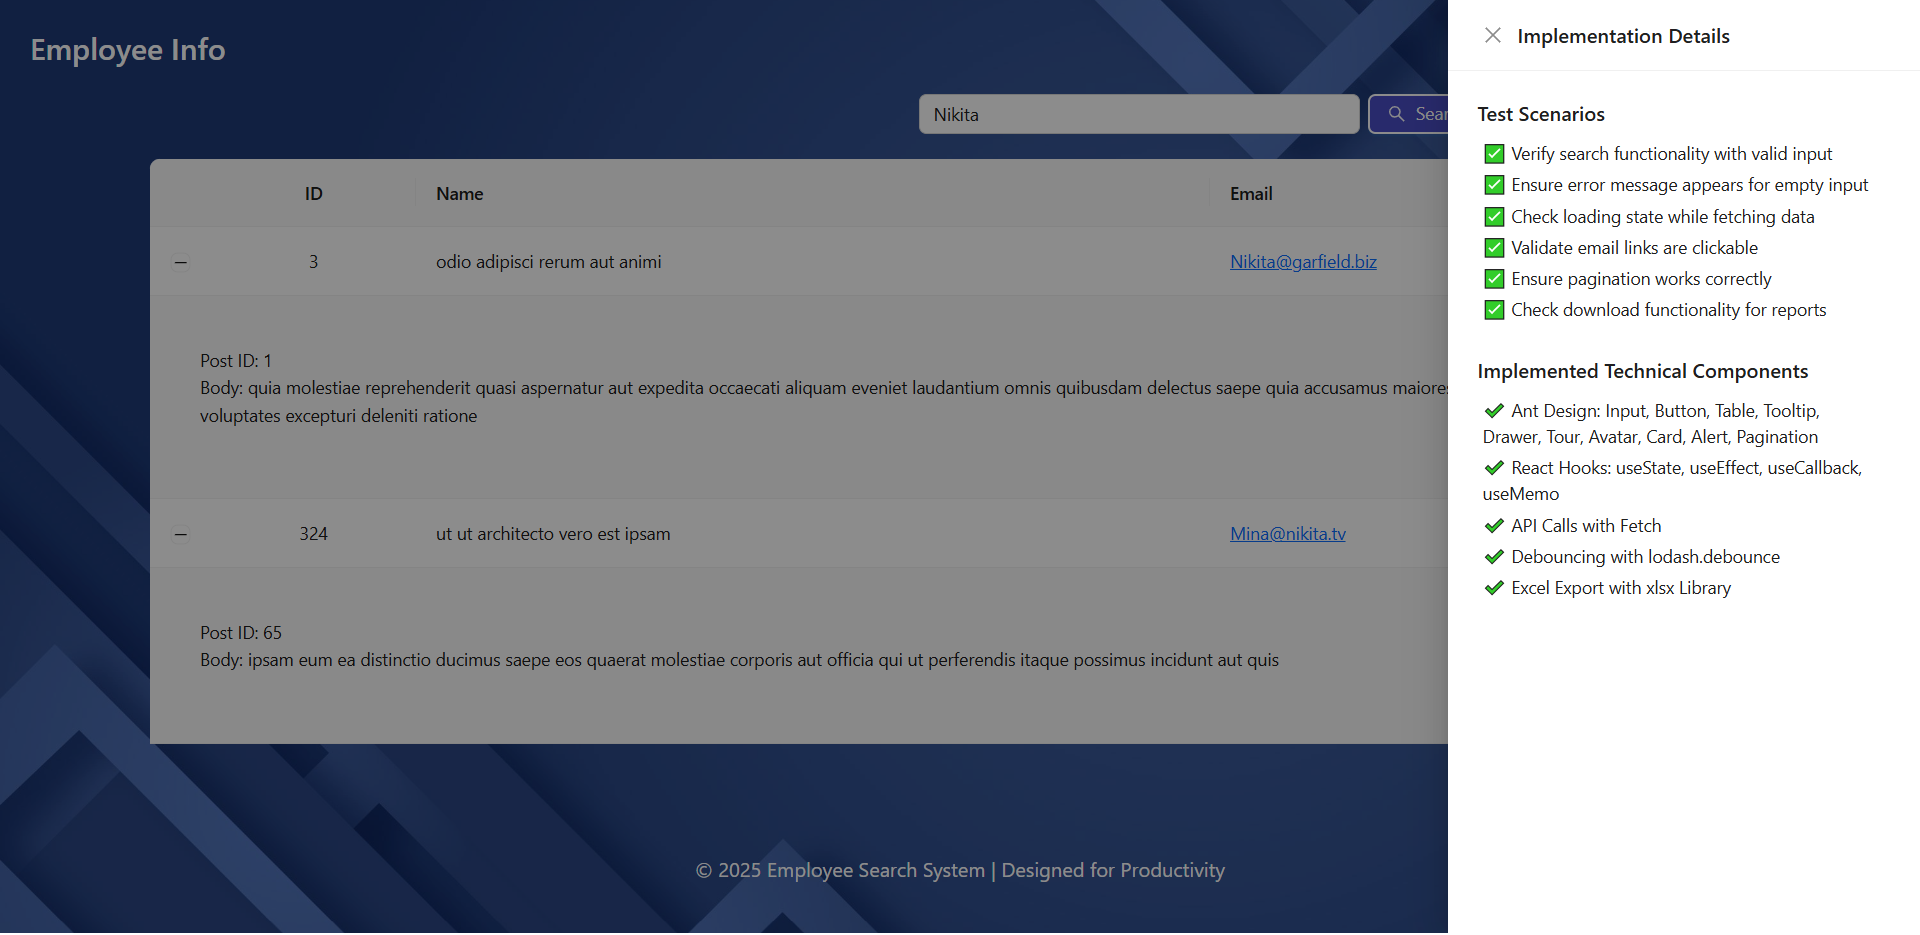 Employee Info
Nikita
Sear
ID Name Email
3 odio adipisci rerum aut animi Nikita@garfield.biz
Post ID: 1
Body: quia molestiae reprehenderit quasi aspernatur aut expedita occaecati aliquam eveniet laudantium omnis quibusdam delectus saepe quia accusamus maiores
voluptates excepturi deleniti ratione
324 ut ut architecto vero est ipsam Mina@nikita.tv
Post ID: 65
Body: ipsam eum ea distinctio ducimus saepe eos quaerat molestiae corporis aut officia qui ut perferendis itaque possimus incidunt aut quis
© 2025 Employee Search System | Designed for Productivity
Implementation Details
Test Scenarios
✅ Verify search functionality with valid input
✅ Ensure error message appears for empty input
✅ Check loading state while fetching data
✅ Validate email links are clickable
✅ Ensure pagination works correctly
✅ Check download functionality for reports
Implemented Technical Components
✔ Ant Design: Input, Button, Table, Tooltip,
Drawer, Tour, Avatar, Card, Alert, Pagination
✔ React Hooks: useState, useEffect, useCallback,
useMemo
✔ API Calls with Fetch
✔ Debouncing with lodash.debounce
✔ Excel Export with xlsx Library